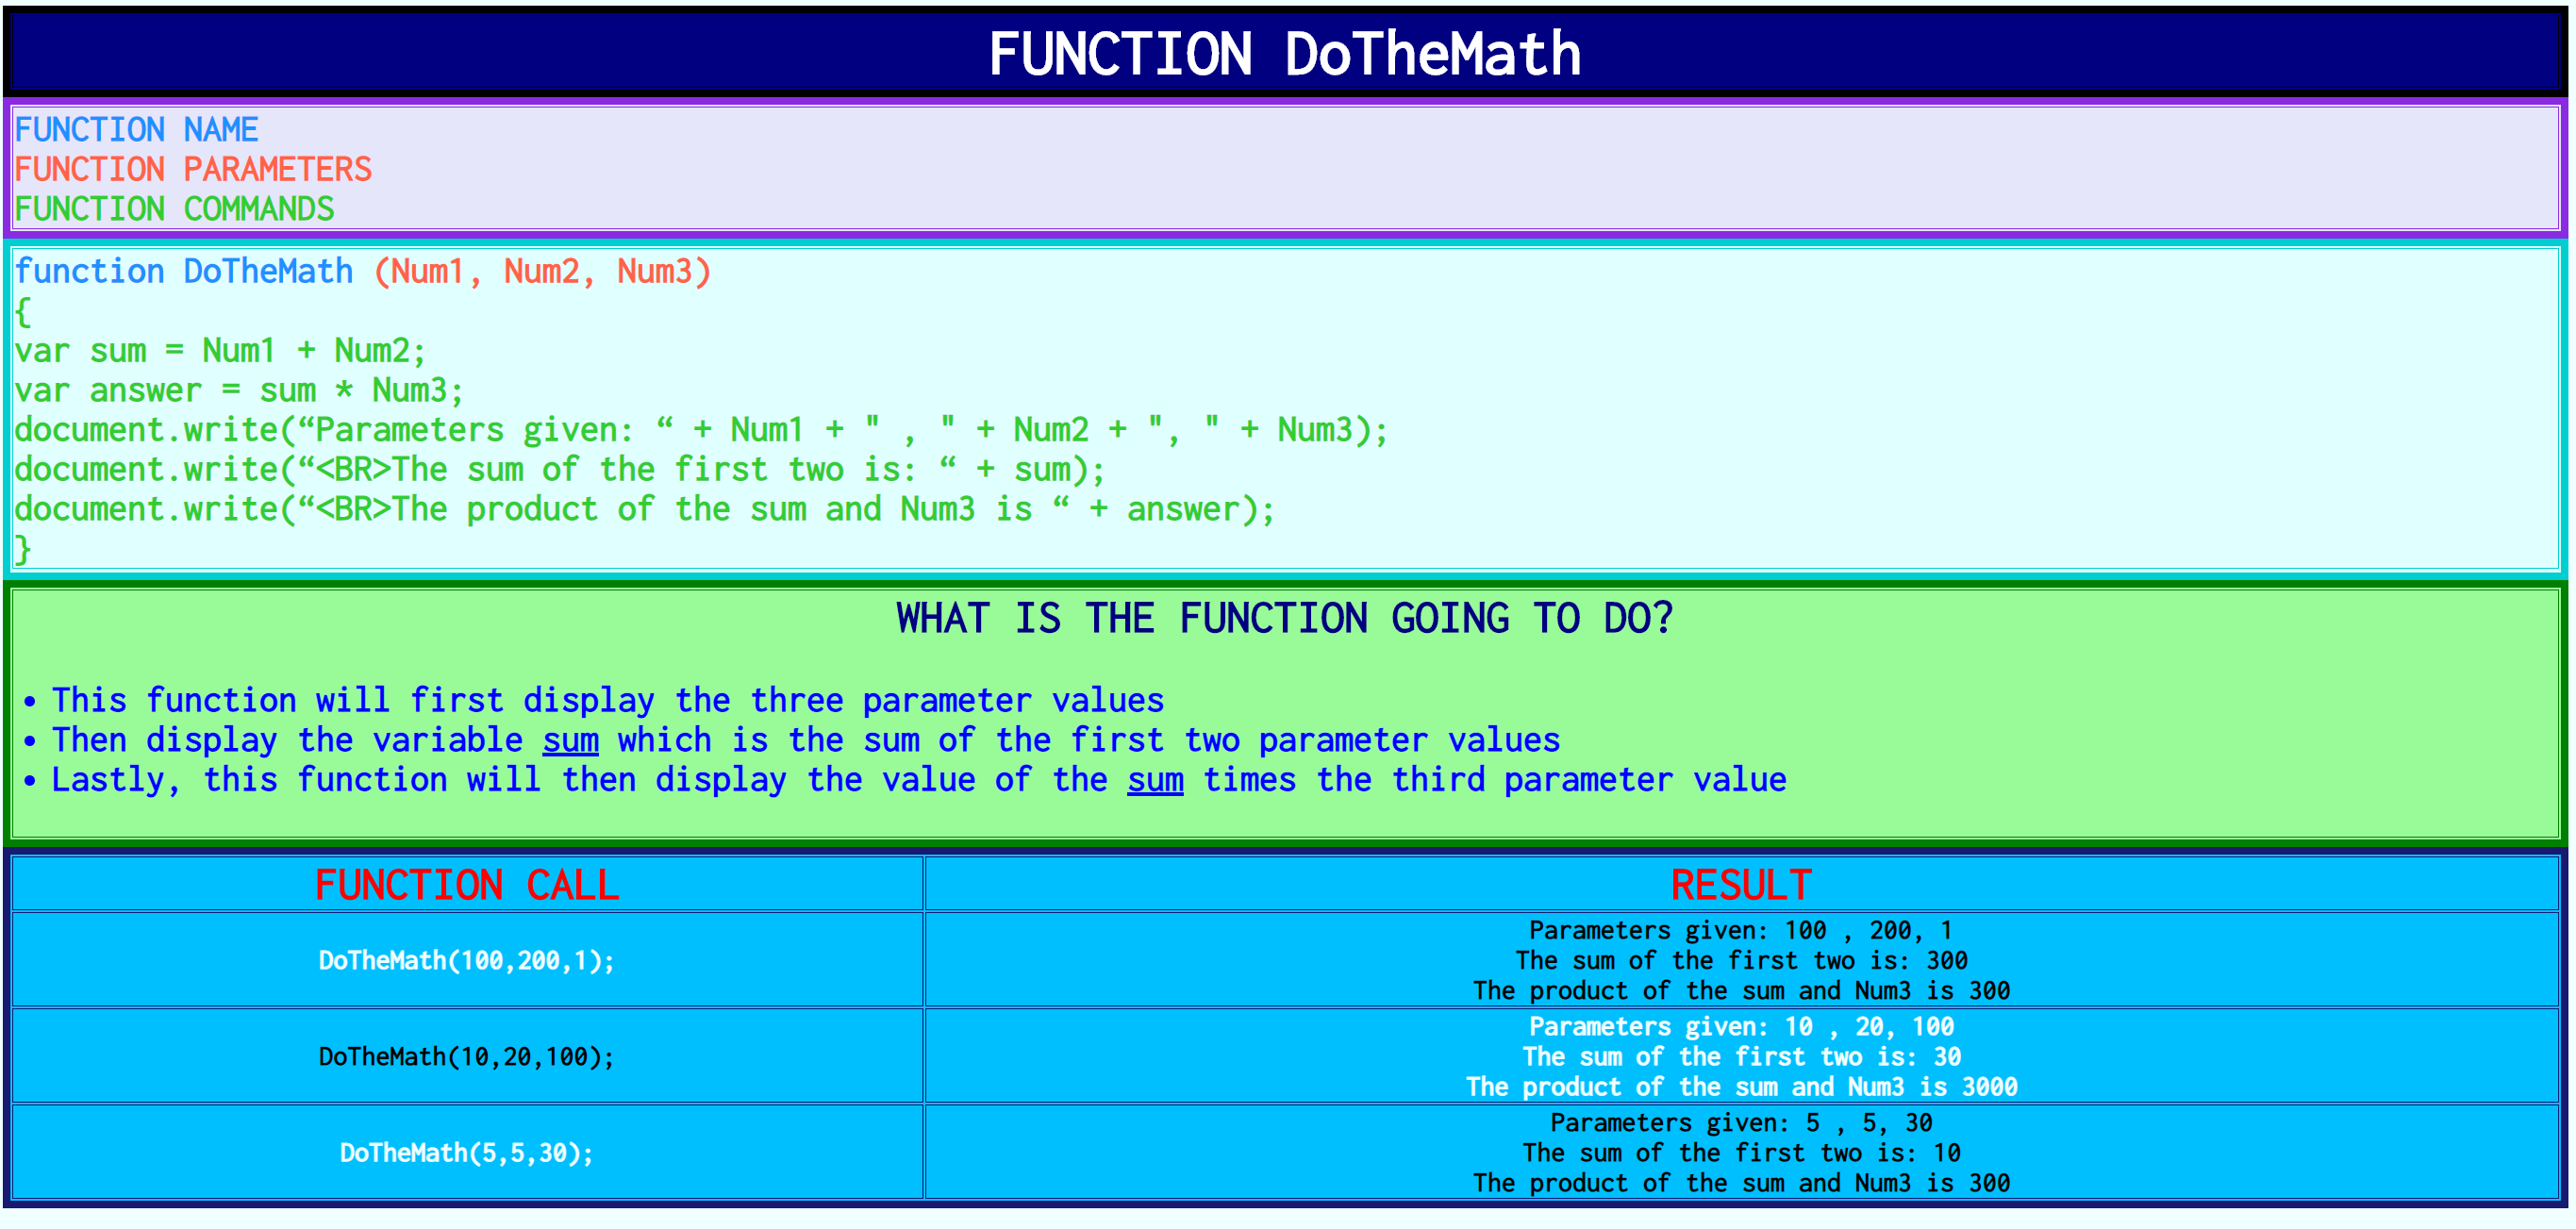 FUNCTION DoTheMath
FUNCTION NAME
FUNCTION PARAMETERS
FUNCTION COMMANDS
function DoTheMath (Num1, Num2, Num3)
{
var sum = Num1 + Num2;
var answer = sum * Num3;
document.write(“Parameters given: “ + Num1 + " , " + Num2 + ", " + Num3);
document.write(“<BR>The sum of the first two is: “ + sum);
document.write(“<BR>The product of the sum and Num3 is “ + answer);
}
WHAT IS THE FUNCTION GOING TO DO?
• This function will first display the three parameter values
• Then display the variable sum which is the sum of the first two parameter values
• Lastly, this function will then display the value of the sum times the third parameter value
FUNCTION CALL
RESULT
DoTheMath(100,200,1);
Parameters given: 100 , 200, 1
The sum of the first two is: 300
The product of the sum and Num3 is 300
DoTheMath(10,20,100);
Parameters given: 10 , 20, 100
The sum of the first two is: 30
The product of the sum and Num3 is 3000
DoTheMath(5,5,30);
Parameters given: 5 , 5, 30
The sum of the first two is: 10
The product of the sum and Num3 is 300